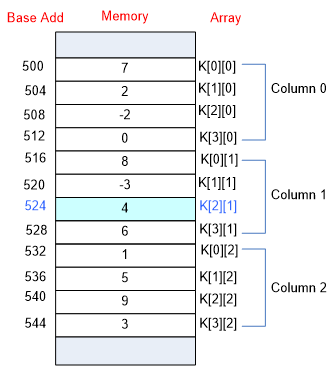 Base Add Memory Array
500 7 K[0][0]
504 2 K[1][0]
Column 0
508 -2 K[2][0]
512 0 K[3][0]
516 8 K[0][1]
520 -3 K[1][1]
Column 1
524 4 K[2][1]
528 6 K[3][1]
532 1 K[0][2]
536 5 K[1][2]
Column 2
540 9 K[2][2]
544 3 K[3][2]